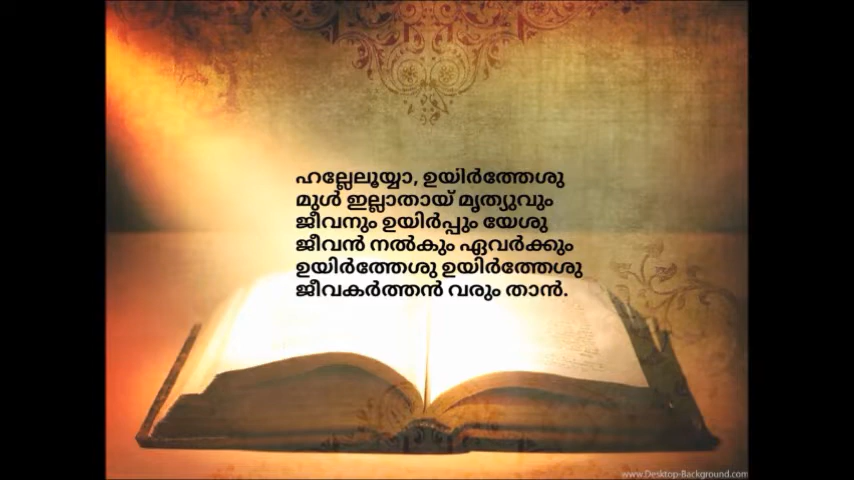 ഹല്ലേലൂയ്യാ, ഉയിർത്തേശു
മുൾ ഇല്ലാതായ് മൃത്യുവും
ജീവനും ഉയിർപ്പും യേശു
ജീവൻ നൽകും ഏവർക്കും
ഉയിർത്തേശു ഉയിർത്തേശു
ജീവകർത്തൻ വരും താൻ.
www.Desktop-Background.com